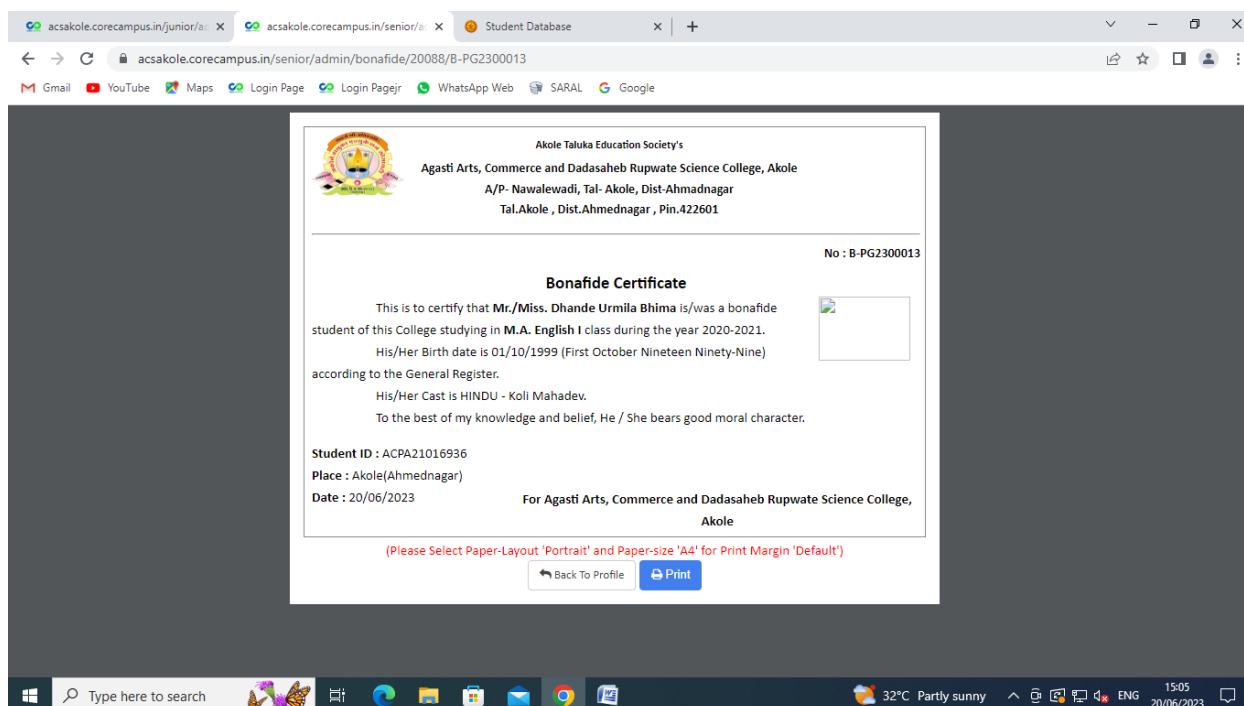 acsakole.corecampus.in/junior/ac
acsakole.corecampus.in/senior/ac
Student Database
acsakole.corecampus.in/senior/admin/bonafide/20088/B-PG2300013
Gmail YouTube Maps Login Page Login Pagejr WhatsApp Web SARAL Google
Akole Taluka Education Society's
Agasti Arts, Commerce and Dadasaheb Rupwate Science College, Akole
A/P- Nawalewadi, Tal- Akole, Dist-Ahmadnagar
Tal.Akole , Dist.Ahmednagar , Pin.422601
No : B-PG2300013
Bonafide Certificate
This is to certify that Mr./Miss. Dhande Urmila Bhima is/was a bonafide
student of this College studying in M.A. English I class during the year 2020-2021.
His/Her Birth date is 01/10/1999 (First October Nineteen Ninety-Nine)
according to the General Register.
His/Her Cast is HINDU - Koli Mahadev.
To the best of my knowledge and belief, He / She bears good moral character.
Student ID : ACPA21016936
Place : Akole(Ahmednagar)
Date : 20/06/2023
For Agasti Arts, Commerce and Dadasaheb Rupwate Science College,
Akole
(Please Select Paper-Layout 'Portrait' and Paper-size 'A4' for Print Margin 'Default')
Back To Profile Print
Type here to search
32°C Partly sunny
ENG
15:05
20/06/2023